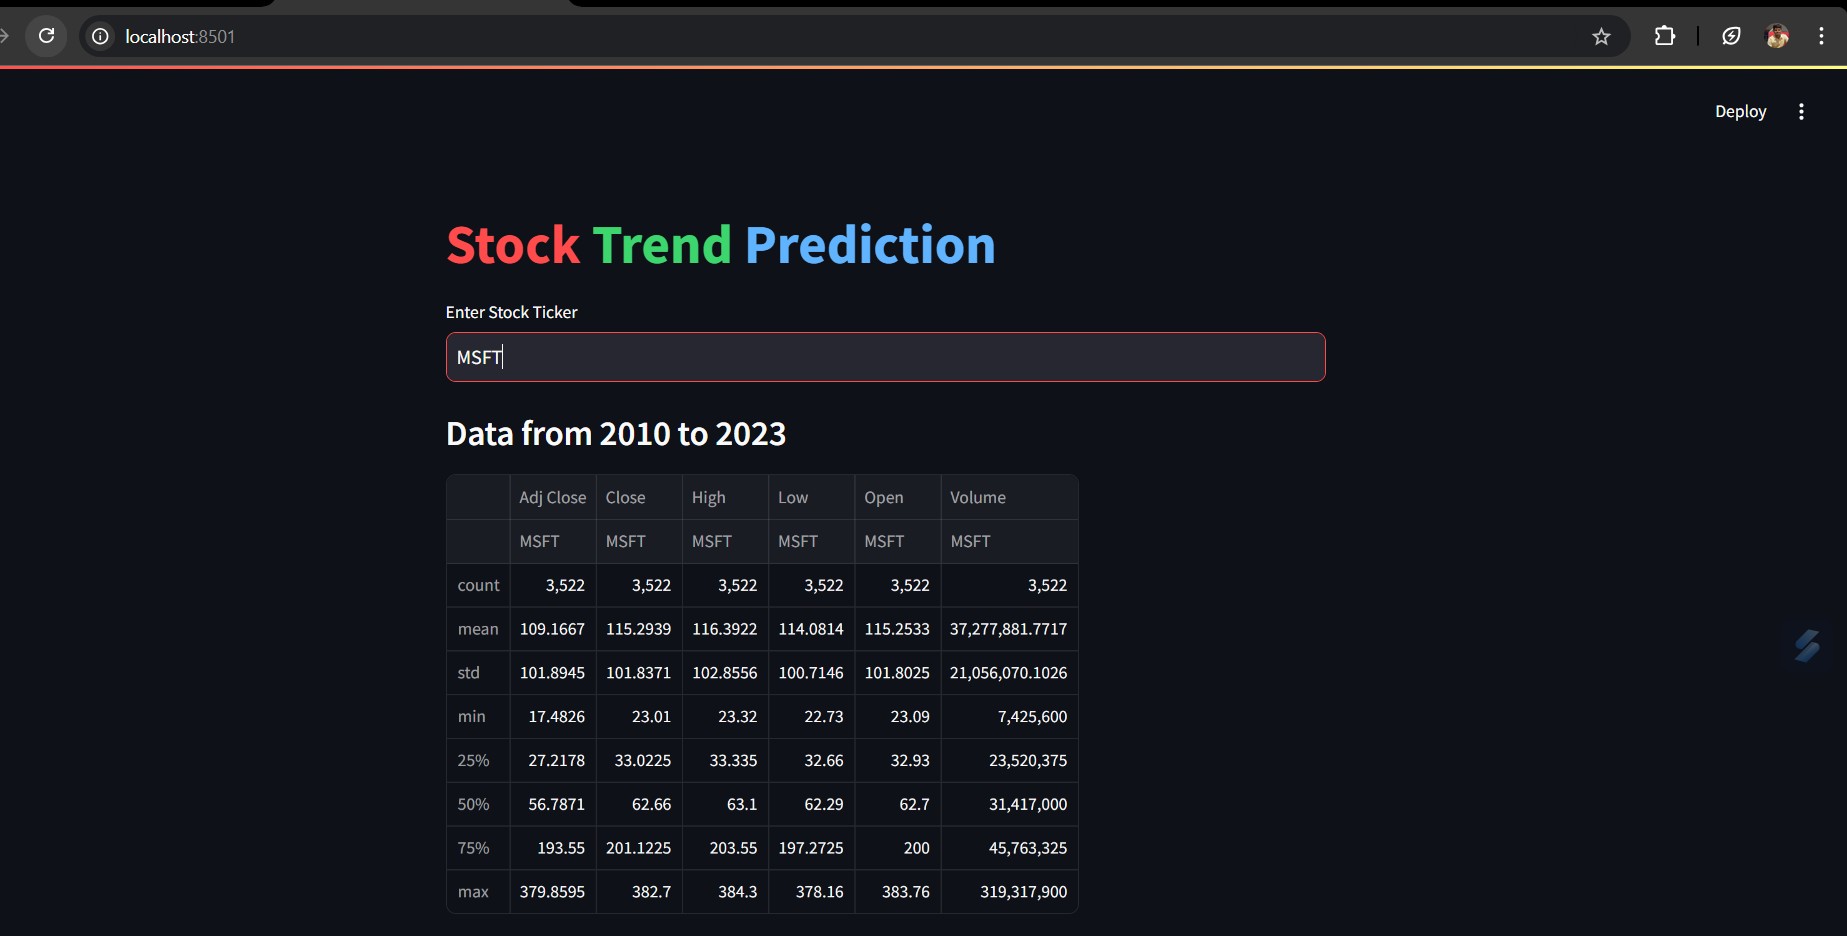 localhost:8501
Deploy
Stock Trend Prediction
Enter Stock Ticker
MSFT
Data from 2010 to 2023
Adj Close Close High Low Open Volume
MSFT MSFT MSFT MSFT MSFT MSFT
count 3,522 3,522 3,522 3,522 3,522 3,522
mean 109.1667 115.2939 116.3922 114.0814 115.2533 37,277,881.7717
std 101.8945 101.8371 102.8556 100.7146 101.8025 21,056,070.1026
min 17.4826 23.01 23.32 22.73 23.09 7,425,600
25% 27.2178 33.0225 33.335 32.66 32.93 23,520,375
50% 56.7871 62.66 63.1 62.29 62.7 31,417,000
75% 193.55 201.1225 203.55 197.2725 200 45,763,325
max 379.8595 382.7 384.3 378.16 383.76 319,317,900